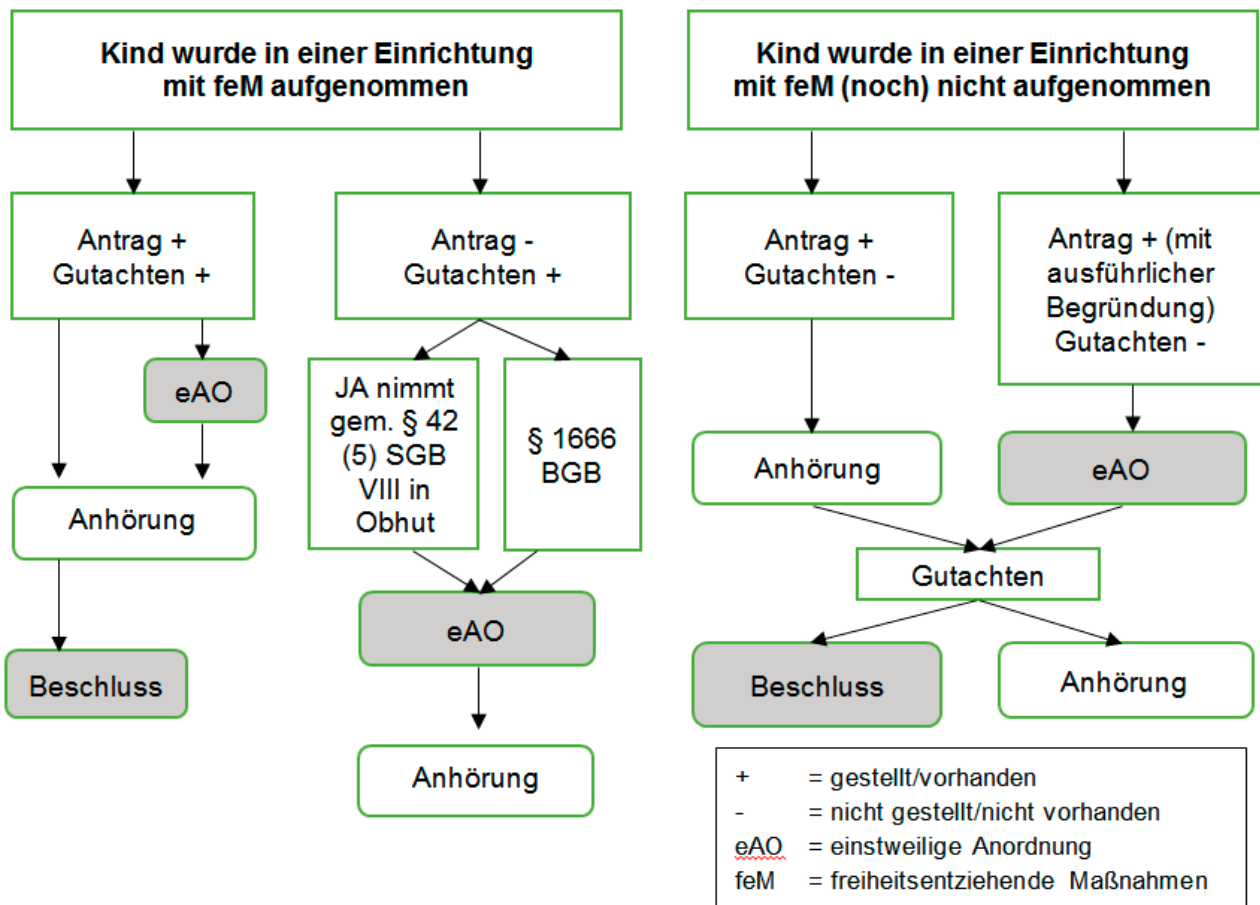 Kind wurde in einer Einrichtung
mit feM aufgenommen
Antrag +
Gutachten +
eAO
Anhörung
Beschluss
Antrag -
Gutachten +
JA nimmt
gem. § 42
(5) SGB
VIII in
Obhut
§ 1666
BGB
eAO
Anhörung
Kind wurde in einer Einrichtung
mit feM (noch) nicht aufgenommen
Antrag +
Gutachten -
Antrag + (mit
ausführlicher
Begründung)
Gutachten -
Anhörung
eAO
Gutachten
Beschluss
Anhörung
+ = gestellt/vorhanden
- = nicht gestellt/nicht vorhanden
eAO = einstweilige Anordnung
feM = freiheitsentziehende Maßnahmen